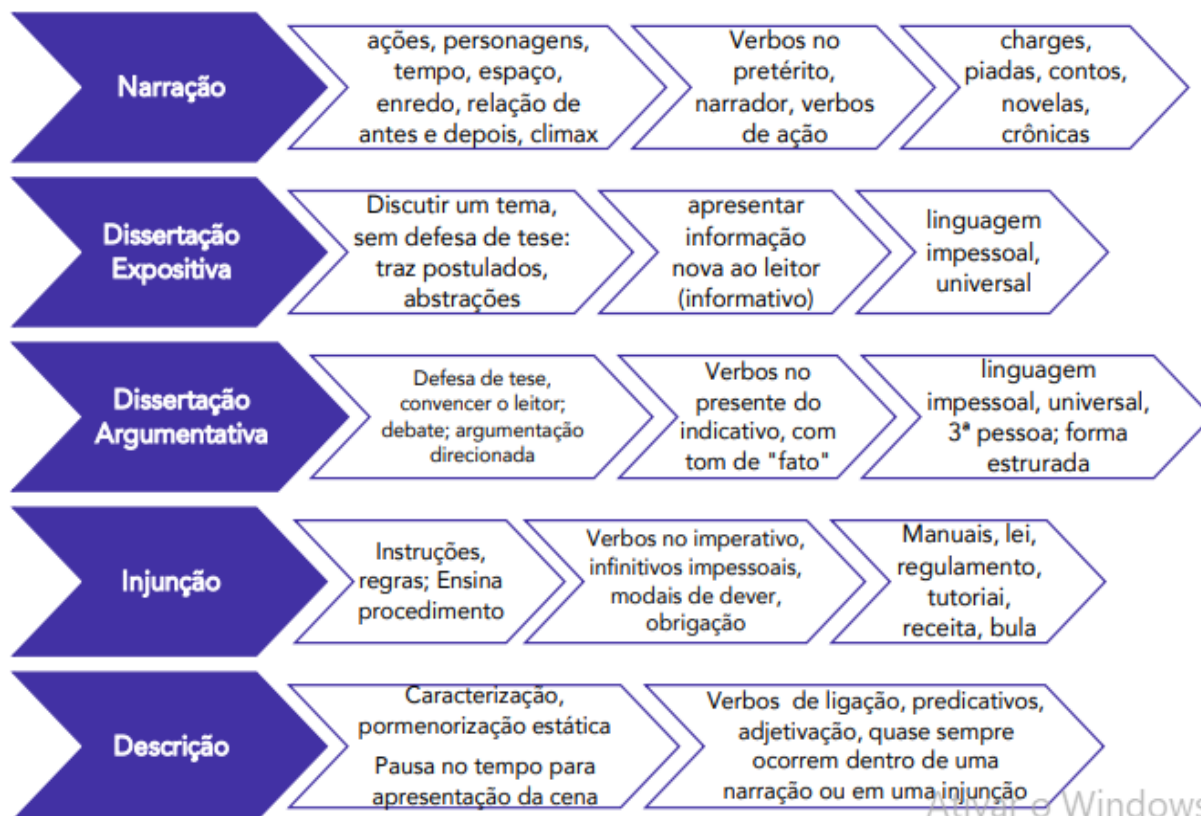 Narração
ações, personagens,
tempo, espaço,
enredo, relação de
antes e depois, climax
Verbos no
pretérito,
narrador, verbos
de ação
charges,
piadas, contos,
novelas,
crônicas
Dissertação
Expositiva
Discutir um tema,
sem defesa de tese:
traz postulados,
abstrações
apresentar
informação
nova ao leitor
(informativo)
linguagem
impessoal,
universal
Dissertação
Argumentativa
Defesa de tese,
convencer o leitor;
debate; argumentação
direcionada
Verbos no
presente do
indicativo, com
tom de "fato"
linguagem
impessoal, universal,
3ª pessoa; forma
estrurada
Injunção
Instruções,
regras; Ensina
procedimento
Verbos no imperativo,
infinitivos impessoais,
modais de dever,
obrigação
Manuais, lei,
regulamento,
tutoriai,
receita, bula
Descrição
Caracterização,
pormenorização estática
Pausa no tempo para
apresentação da cena
Verbos de ligação, predicativos,
adjetivação, quase sempre
ocorrem dentro de uma
narração ou em uma injunção
Ativar o Windows